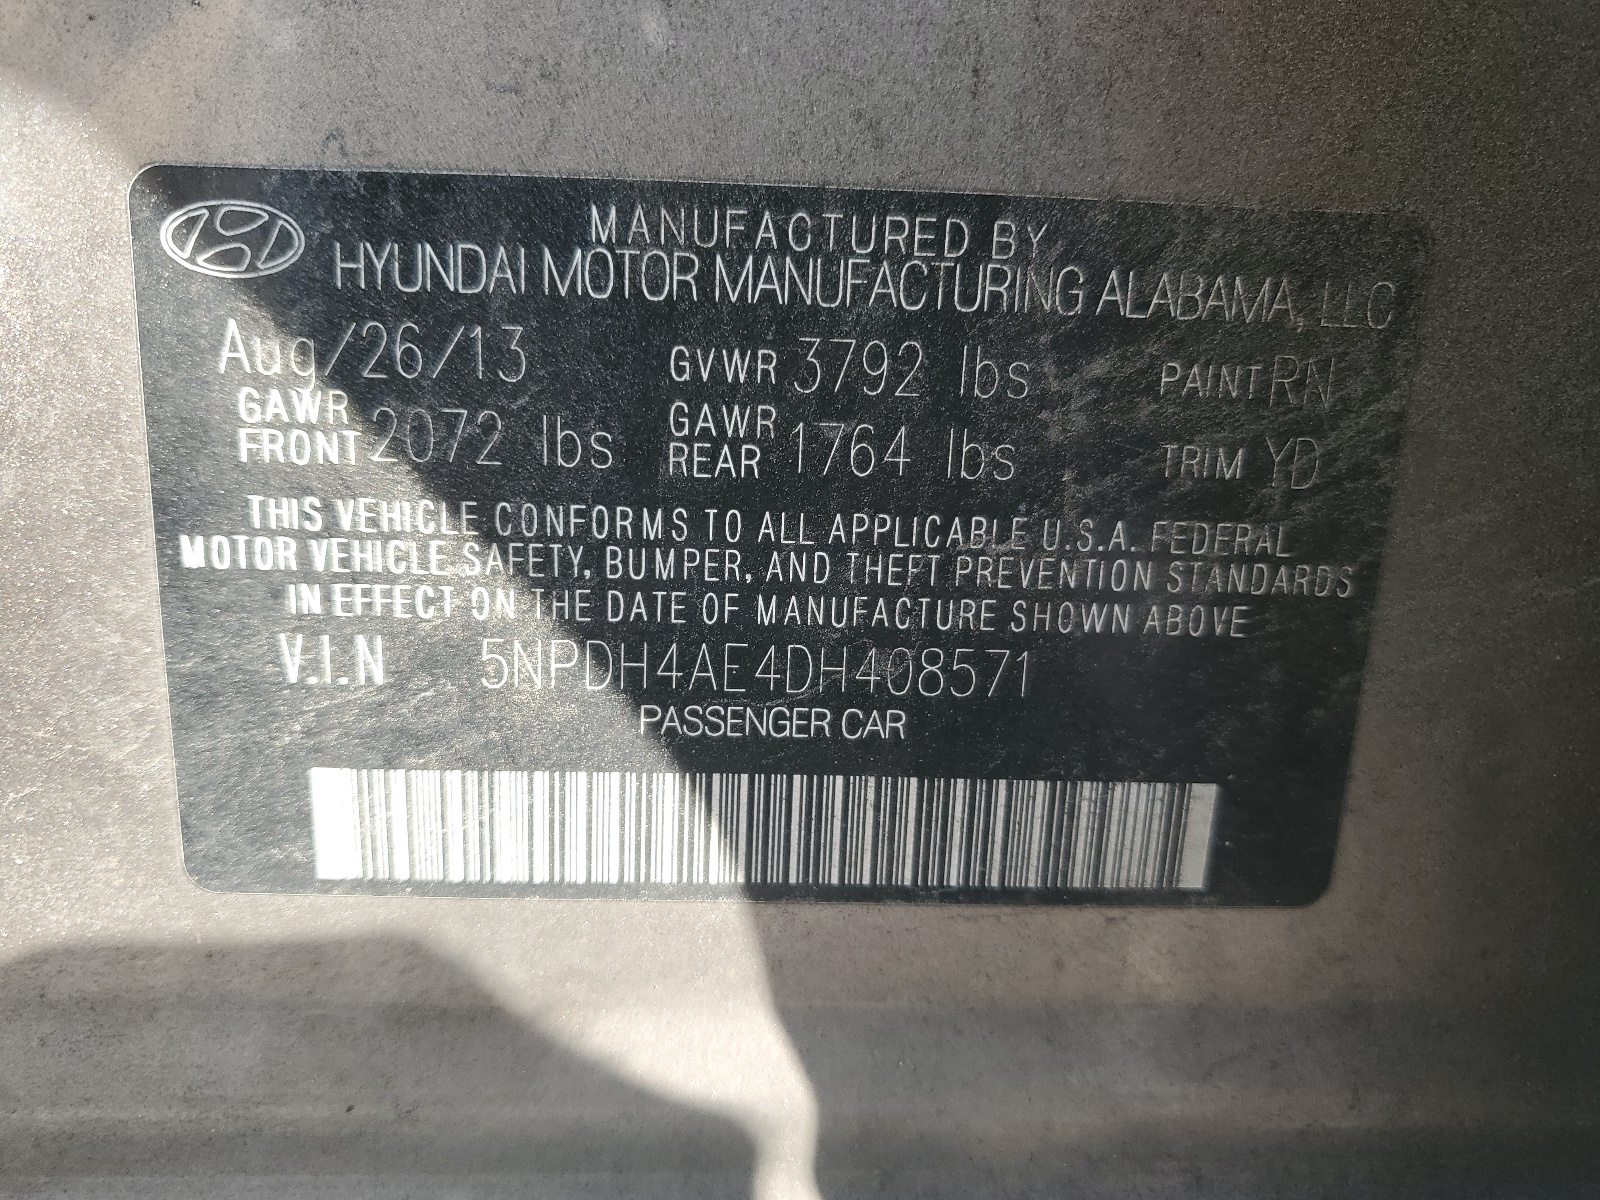 MANUFACTURED BY
HYUNDAI MOTOR MANUFACTURING ALABAMA, LLC
Aug/26/13 GVWR 3792 lbs PAINT RN
GAWR FRONT 2072 lbs GAWR REAR 1764 lbs TRIM YD
THIS VEHICLE CONFORMS TO ALL APPLICABLE U.S.A. FEDERAL
MOTOR VEHICLE SAFETY, BUMPER, AND THEFT PREVENTION STANDARDS
IN EFFECT ON THE DATE OF MANUFACTURE SHOWN ABOVE
V.I.N 5NPDH4AE4DH408571
PASSENGER CAR